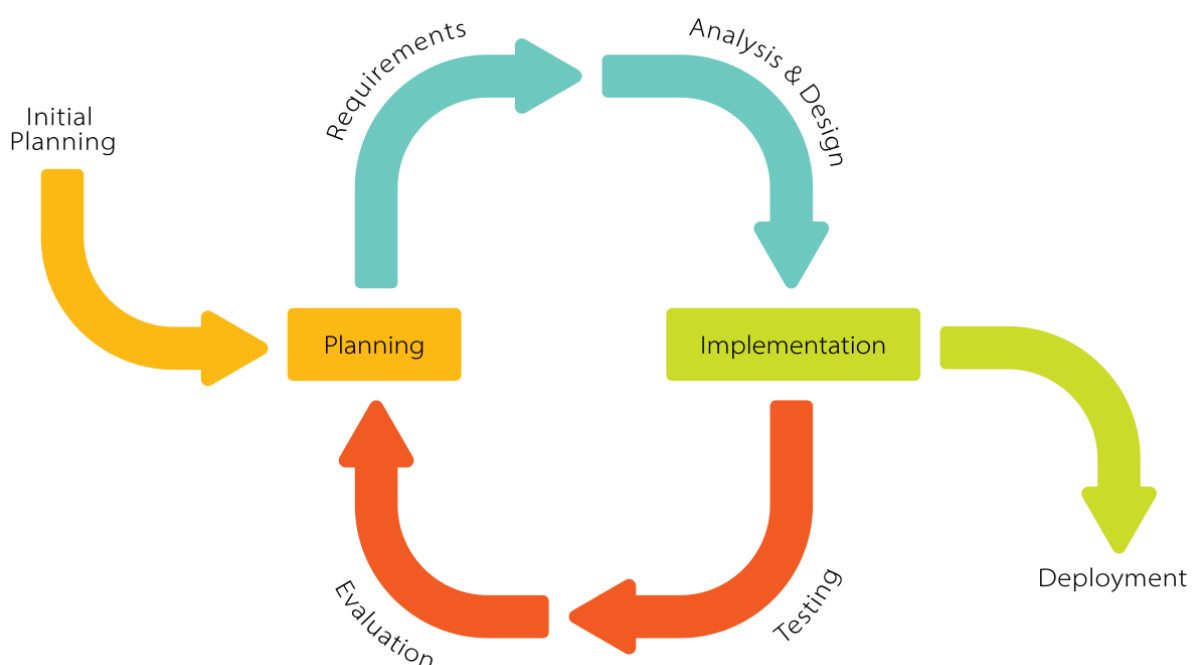 Initial
Planning
Requirements
Analysis & Design
Planning
Implementation
Evaluation
Testing
Deployment